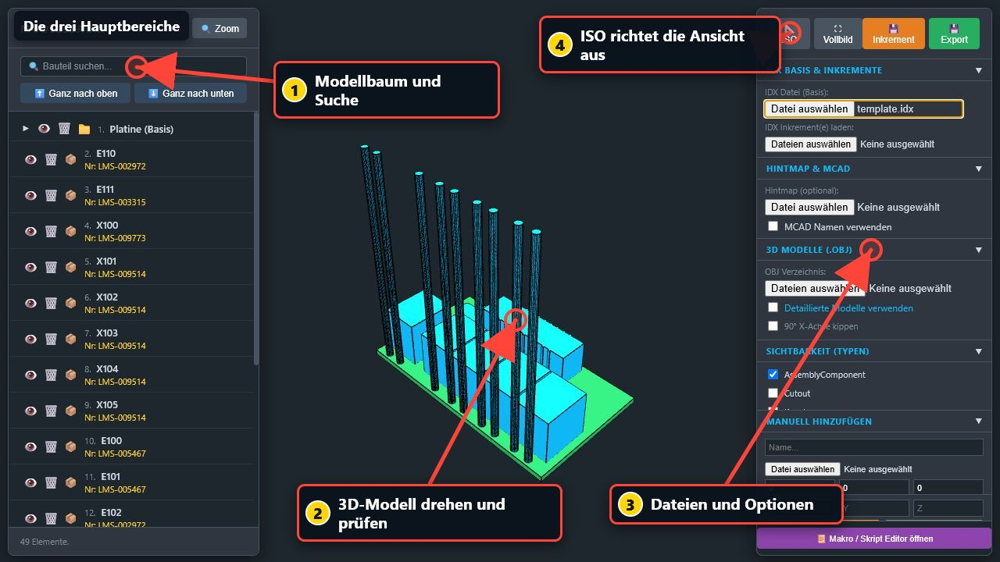 Die drei Hauptbereiche
Zoom
Bauteil suchen...
Ganz nach oben
Ganz nach unten
1. Platine (Basis)
2. E110
Nr: LMS-002972
3. E111
Nr: LMS-003315
4. X100
Nr: LMS-009773
5. X101
Nr: LMS-009514
6. X102
Nr: LMS-009514
7. X103
Nr: LMS-009514
8. X104
Nr: LMS-009514
9. X105
Nr: LMS-009514
10. E100
Nr: LMS-005467
11. E101
Nr: LMS-005467
12. E102
Nr: LMS-002972
49 Elemente.
1
Modellbaum und
Suche
2
3D-Modell drehen und
prüfen
3
Dateien und Optionen
4
ISO richtet die Ansicht
aus
Vollbild
Inkrement
Export
BASIS & INKREMENTE
IDX Datei (Basis):
Datei auswählen template.idx
IDX Inkrement(e) laden:
Dateien auswählen Keine ausgewählt
HINTMAP & MCAD
Hintmap (optional):
Datei auswählen Keine ausgewählt
MCAD Namen verwenden
3D MODELLE (.OBJ)
OBJ Verzeichnis:
Dateien auswählen Keine ausgewählt
Detaillierte Modelle verwenden
90° X-Achse kippen
SICHTBARKEIT (TYPEN)
AssemblyComponent
Cutout
MANUELL HINZUFÜGEN
Name...
Datei auswählen Keine ausgewählt
0 0
Y Z
Makro / Skript Editor öffnen